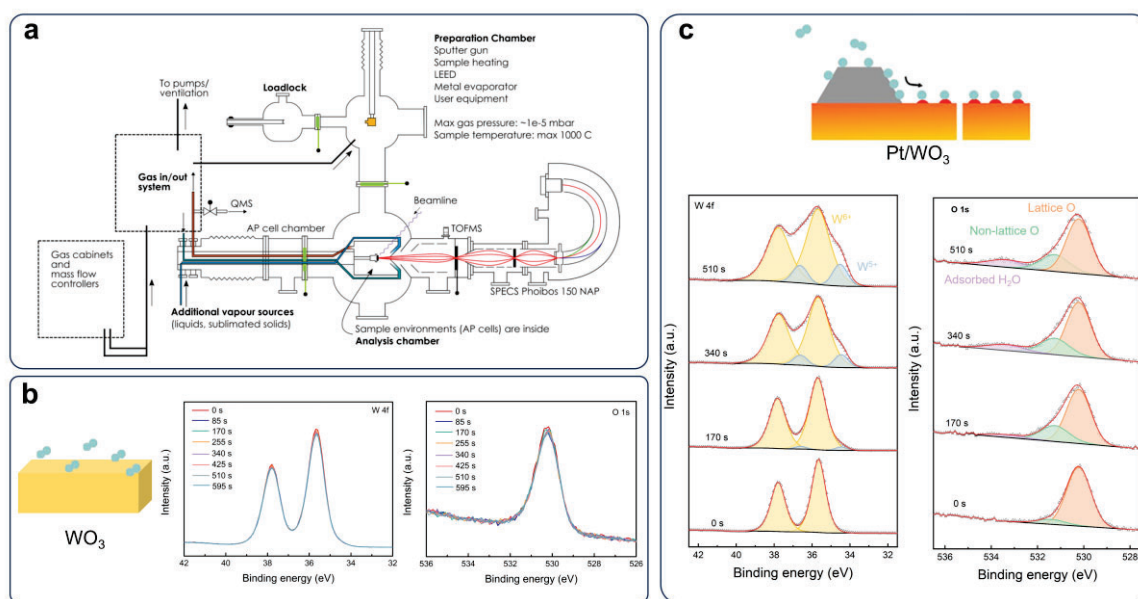 a
Preparation Chamber
Sputter gun
Sample heating
LEED
Metal evaporator
User equipment
Max gas pressure: ~1e-5 mbar
Sample temperature: max 1000 C
To pumps/
ventilation
Loadlock
Gas in/out
system
QMS
Beamline
AP cell chamber
TOFMS
Gas cabinets
and
mass flow
controllers
SPECS Phoibos 150 NAP
Additional vapour sources
(liquids, sublimated solids)
Sample environments (AP cells) are inside
Analysis chamber
b
WO3
W 4f
0 s
85 s
170 s
255 s
340 s
425 s
510 s
595 s
Intensity (a.u.)
42 40 38 36 34 32
Binding energy (eV)
O 1s
0 s
85 s
170 s
255 s
340 s
425 s
510 s
595 s
Intensity (a.u.)
536 534 532 530 528 526
Binding energy (eV)
c
Pt/WO3
W 4f
W6+
W5+
510 s
340 s
170 s
0 s
Intensity (a.u.)
42 39 36 33
Binding energy (eV)
O 1s
Lattice O
Non-lattice O
510 s
Adsorbed H2O
340 s
170 s
0 s
Intensity (a.u.)
536 534 532 530 528
Binding energy (eV)